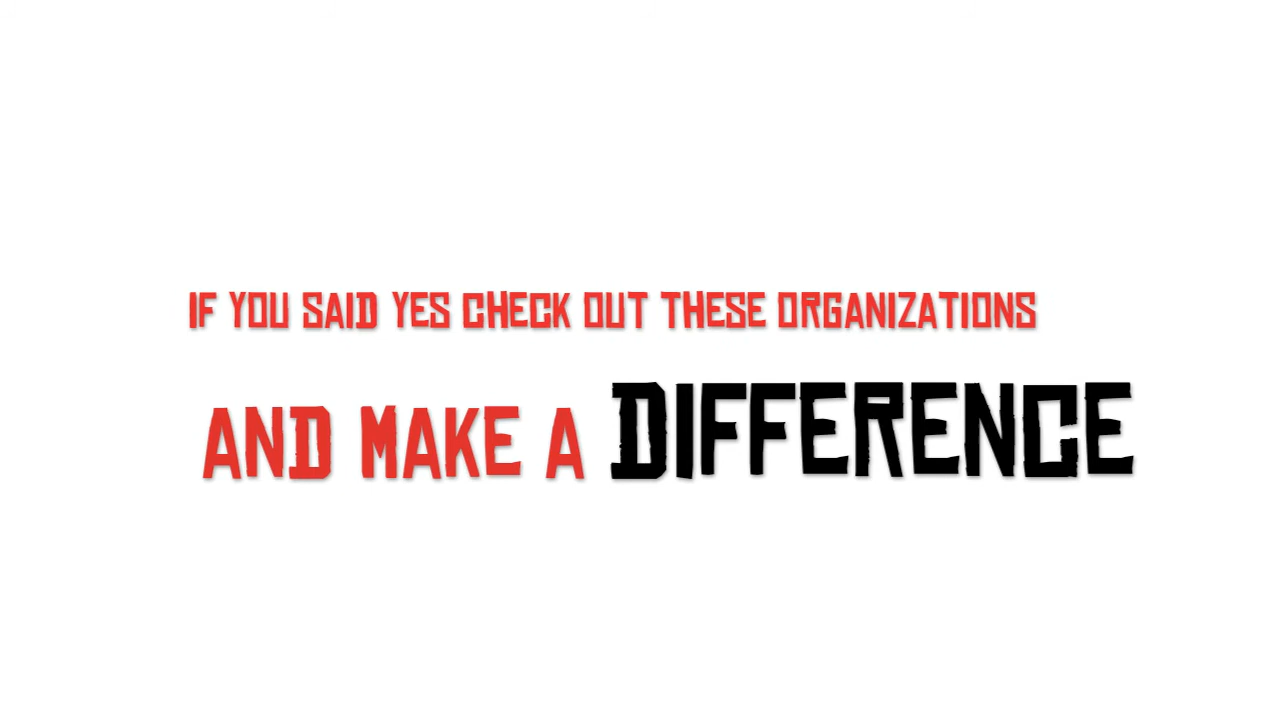 IF YOU SAID YES CHECK OUT THESE ORGANIZATIONS
AND MAKE A DIFFERENCE